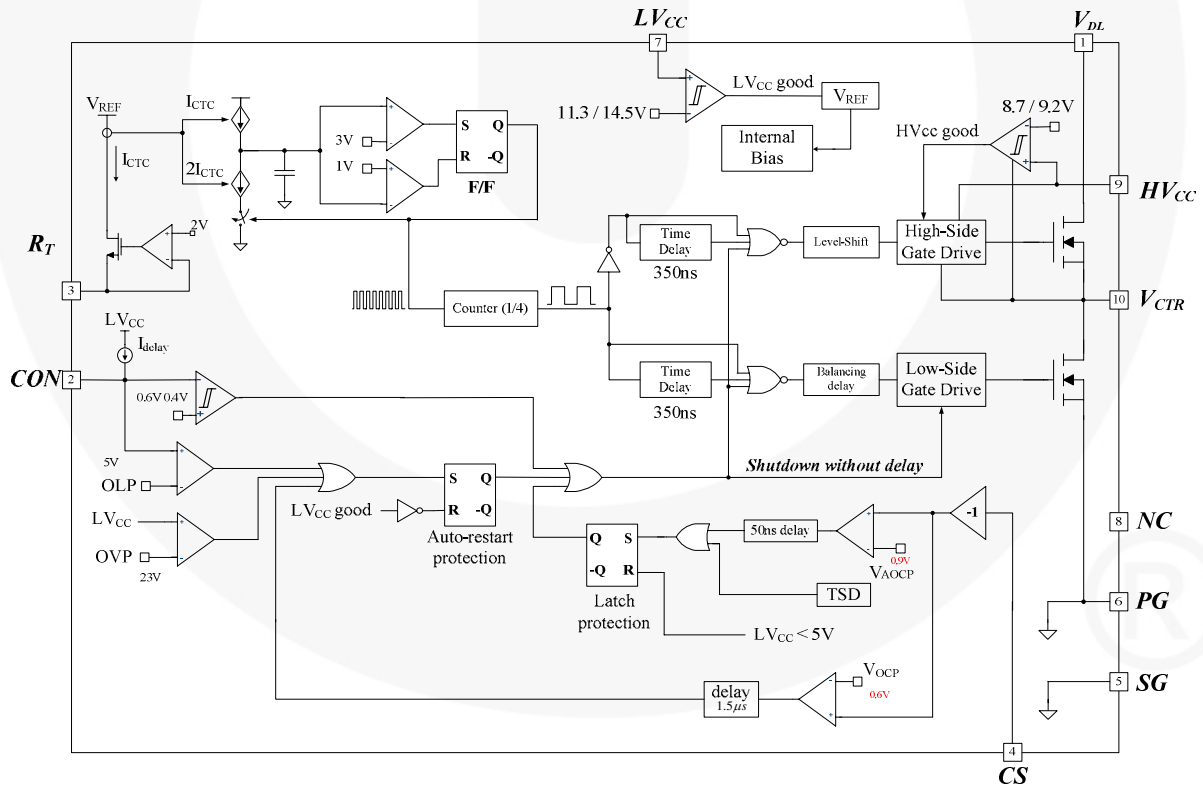 LVCC
VDL
7
1
VREF
ICTC
ICTC
2ICTC
3V
1V
S Q
R -Q
F/F
+
-
+
-
+
-
LVCC good
11.3 / 14.5V
VREF
Internal
Bias
8.7 / 9.2V
HVcc good
-
+
9
HVCC
RT
3
2V
+
-
Time
Delay
350ns
Level-Shift
High-Side
Gate Drive
Counter (1/4)
10
VCTR
LVCC
Idelay
CON
2
0.6V 0.4V
-
+
Time
Delay
350ns
Balancing
delay
Low-Side
Gate Drive
5V
OLP
+
-
Shutdown without delay
LVCC
OVP
23V
+
-
LVCC good
S Q
R -Q
Auto-restart
protection
Q S
-Q R
Latch
protection
50ns delay
+
-
0.9V
VAOCP
-1
TSD
LVCC < 5V
8
NC
6
PG
5
SG
delay
1.5μs
-
+
VOCP
0.6V
4
CS
®